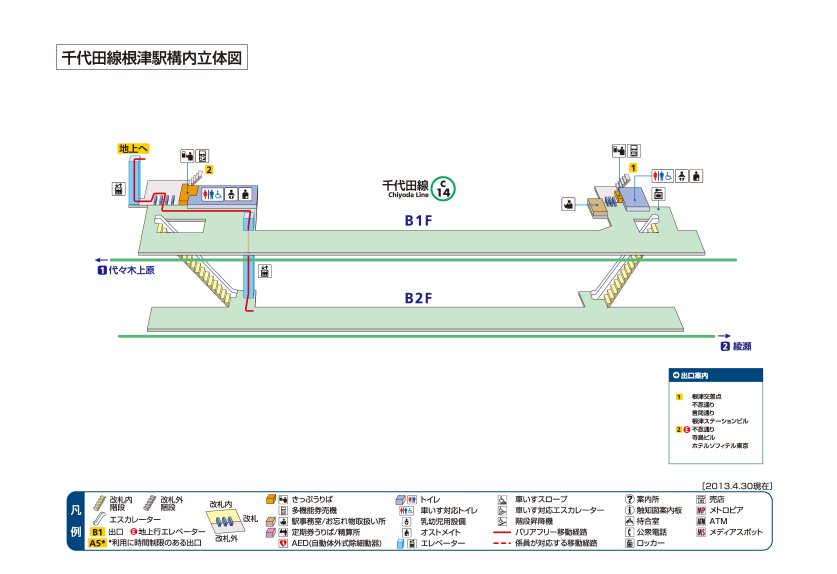 千代田線根津駅構内立体図
地上へ
2
千代田線
Chiyoda Line
C
14
1
B1F
1 代々木上原
B2F
2 綾瀬
出口案内
1 根津交差点
不忍通り
言問通り
根津ステーションビル
2 E 不忍通り
寺島ビル
ホテルソフィテル東京
[2013.4.30現在]
凡例
改札内
階段
改札外
階段
エスカレーター
B1 出口 E 地上行エレベーター
A5* *利用に時間制限のある出口
改札内
改札
改札外
きっぷうりば
多機能券売機
駅事務室/お忘れ物取扱い所
定期券うりば/精算所
AED(自動体外式除細動器)
トイレ
車いす対応トイレ
乳幼児用設備
オストメイト
エレベーター
車いすスロープ
車いす対応エスカレーター
階段昇降機
バリアフリー移動経路
係員が対応する移動経路
案内所
触知図案内板
待合室
公衆電話
ロッカー
売店
MP メトロピア
ATM ATM
MS メディアスポット